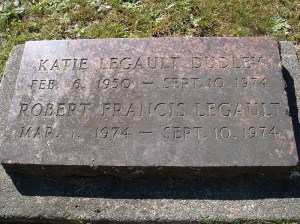 KATIE LEGAULT DUDLEY
FEB. 6, 1950 — SEPT. 10, 1974
ROBERT FRANCIS LEGAULT
MAR. 1, 1974 — SEPT. 10, 1974